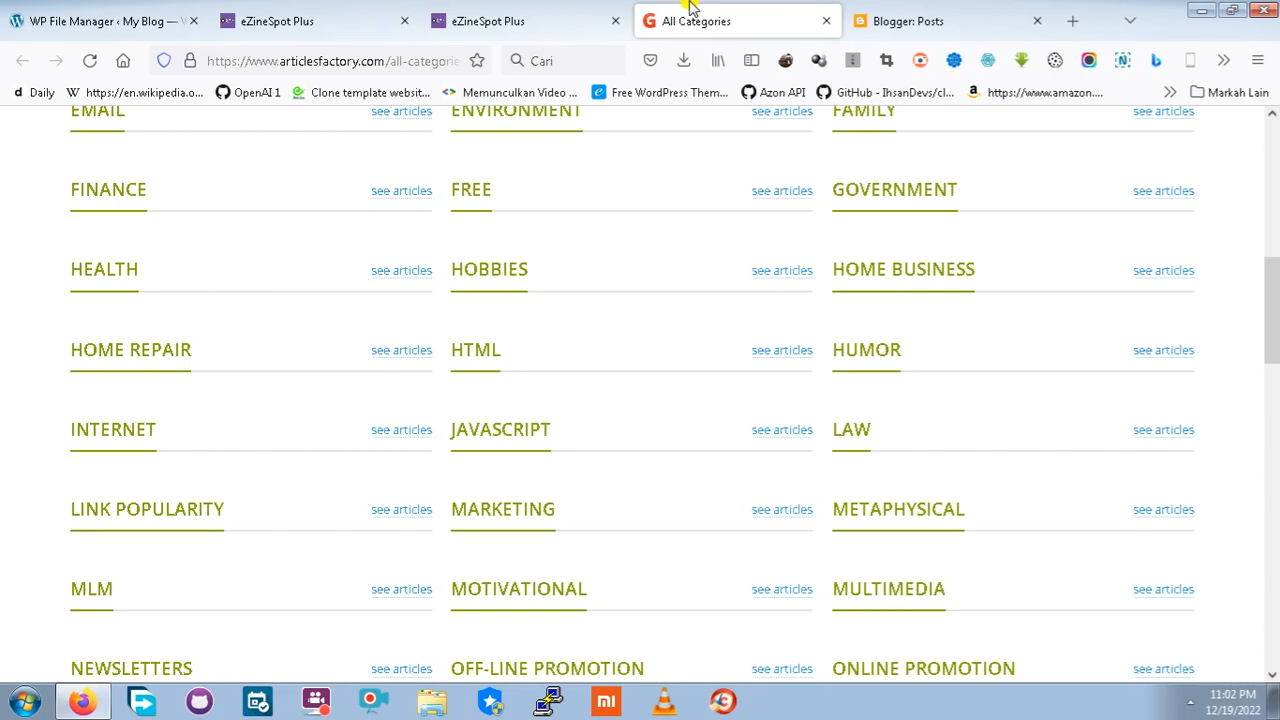 WP File Manager ‹ My Blog — W
eZineSpot Plus
eZineSpot Plus
All Categories
Blogger: Posts
https://www.articlesfactory.com/all-categorie
Cari
Daily
https://en.wikipedia.o...
OpenAI 1
Clone template websit...
Memunculkan Video ...
Free WordPress Them...
Azon API
GitHub - IhsanDevs/cl...
https://www.amazon....
Markah Lain
EMAIL see articles ENVIRONMENT see articles FAMILY see articles
FINANCE see articles FREE see articles GOVERNMENT see articles
HEALTH see articles HOBBIES see articles HOME BUSINESS see articles
HOME REPAIR see articles HTML see articles HUMOR see articles
INTERNET see articles JAVASCRIPT see articles LAW see articles
LINK POPULARITY see articles MARKETING see articles METAPHYSICAL see articles
MLM see articles MOTIVATIONAL see articles MULTIMEDIA see articles
NEWSLETTERS see articles OFF-LINE PROMOTION see articles ONLINE PROMOTION see articles
11:02 PM
12/19/2022